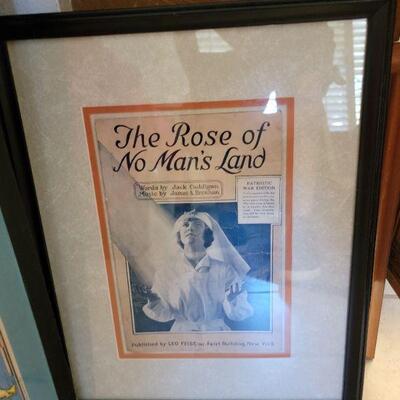 The Rose of
No Man's Land
Words by Jack Caddigan
Music by James A. Brennan
PATRIOTIC
WAR EDITION
Published by LEO FEIST Inc. Feist Building, New York